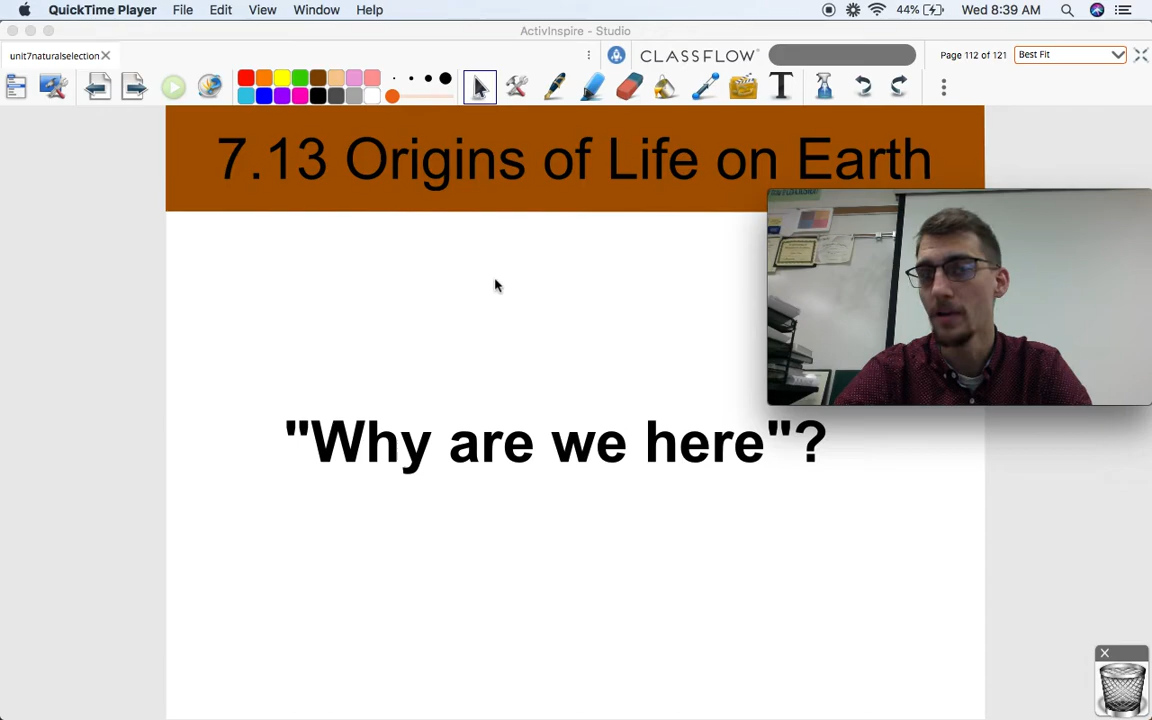 QuickTime Player File Edit View Window Help 44% Wed 8:39 AM
ActivInspire - Studio
unit7naturalselection CLASSFLOW Page 112 of 121 Best Fit
7.13 Origins of Life on Earth
"Why are we here"?